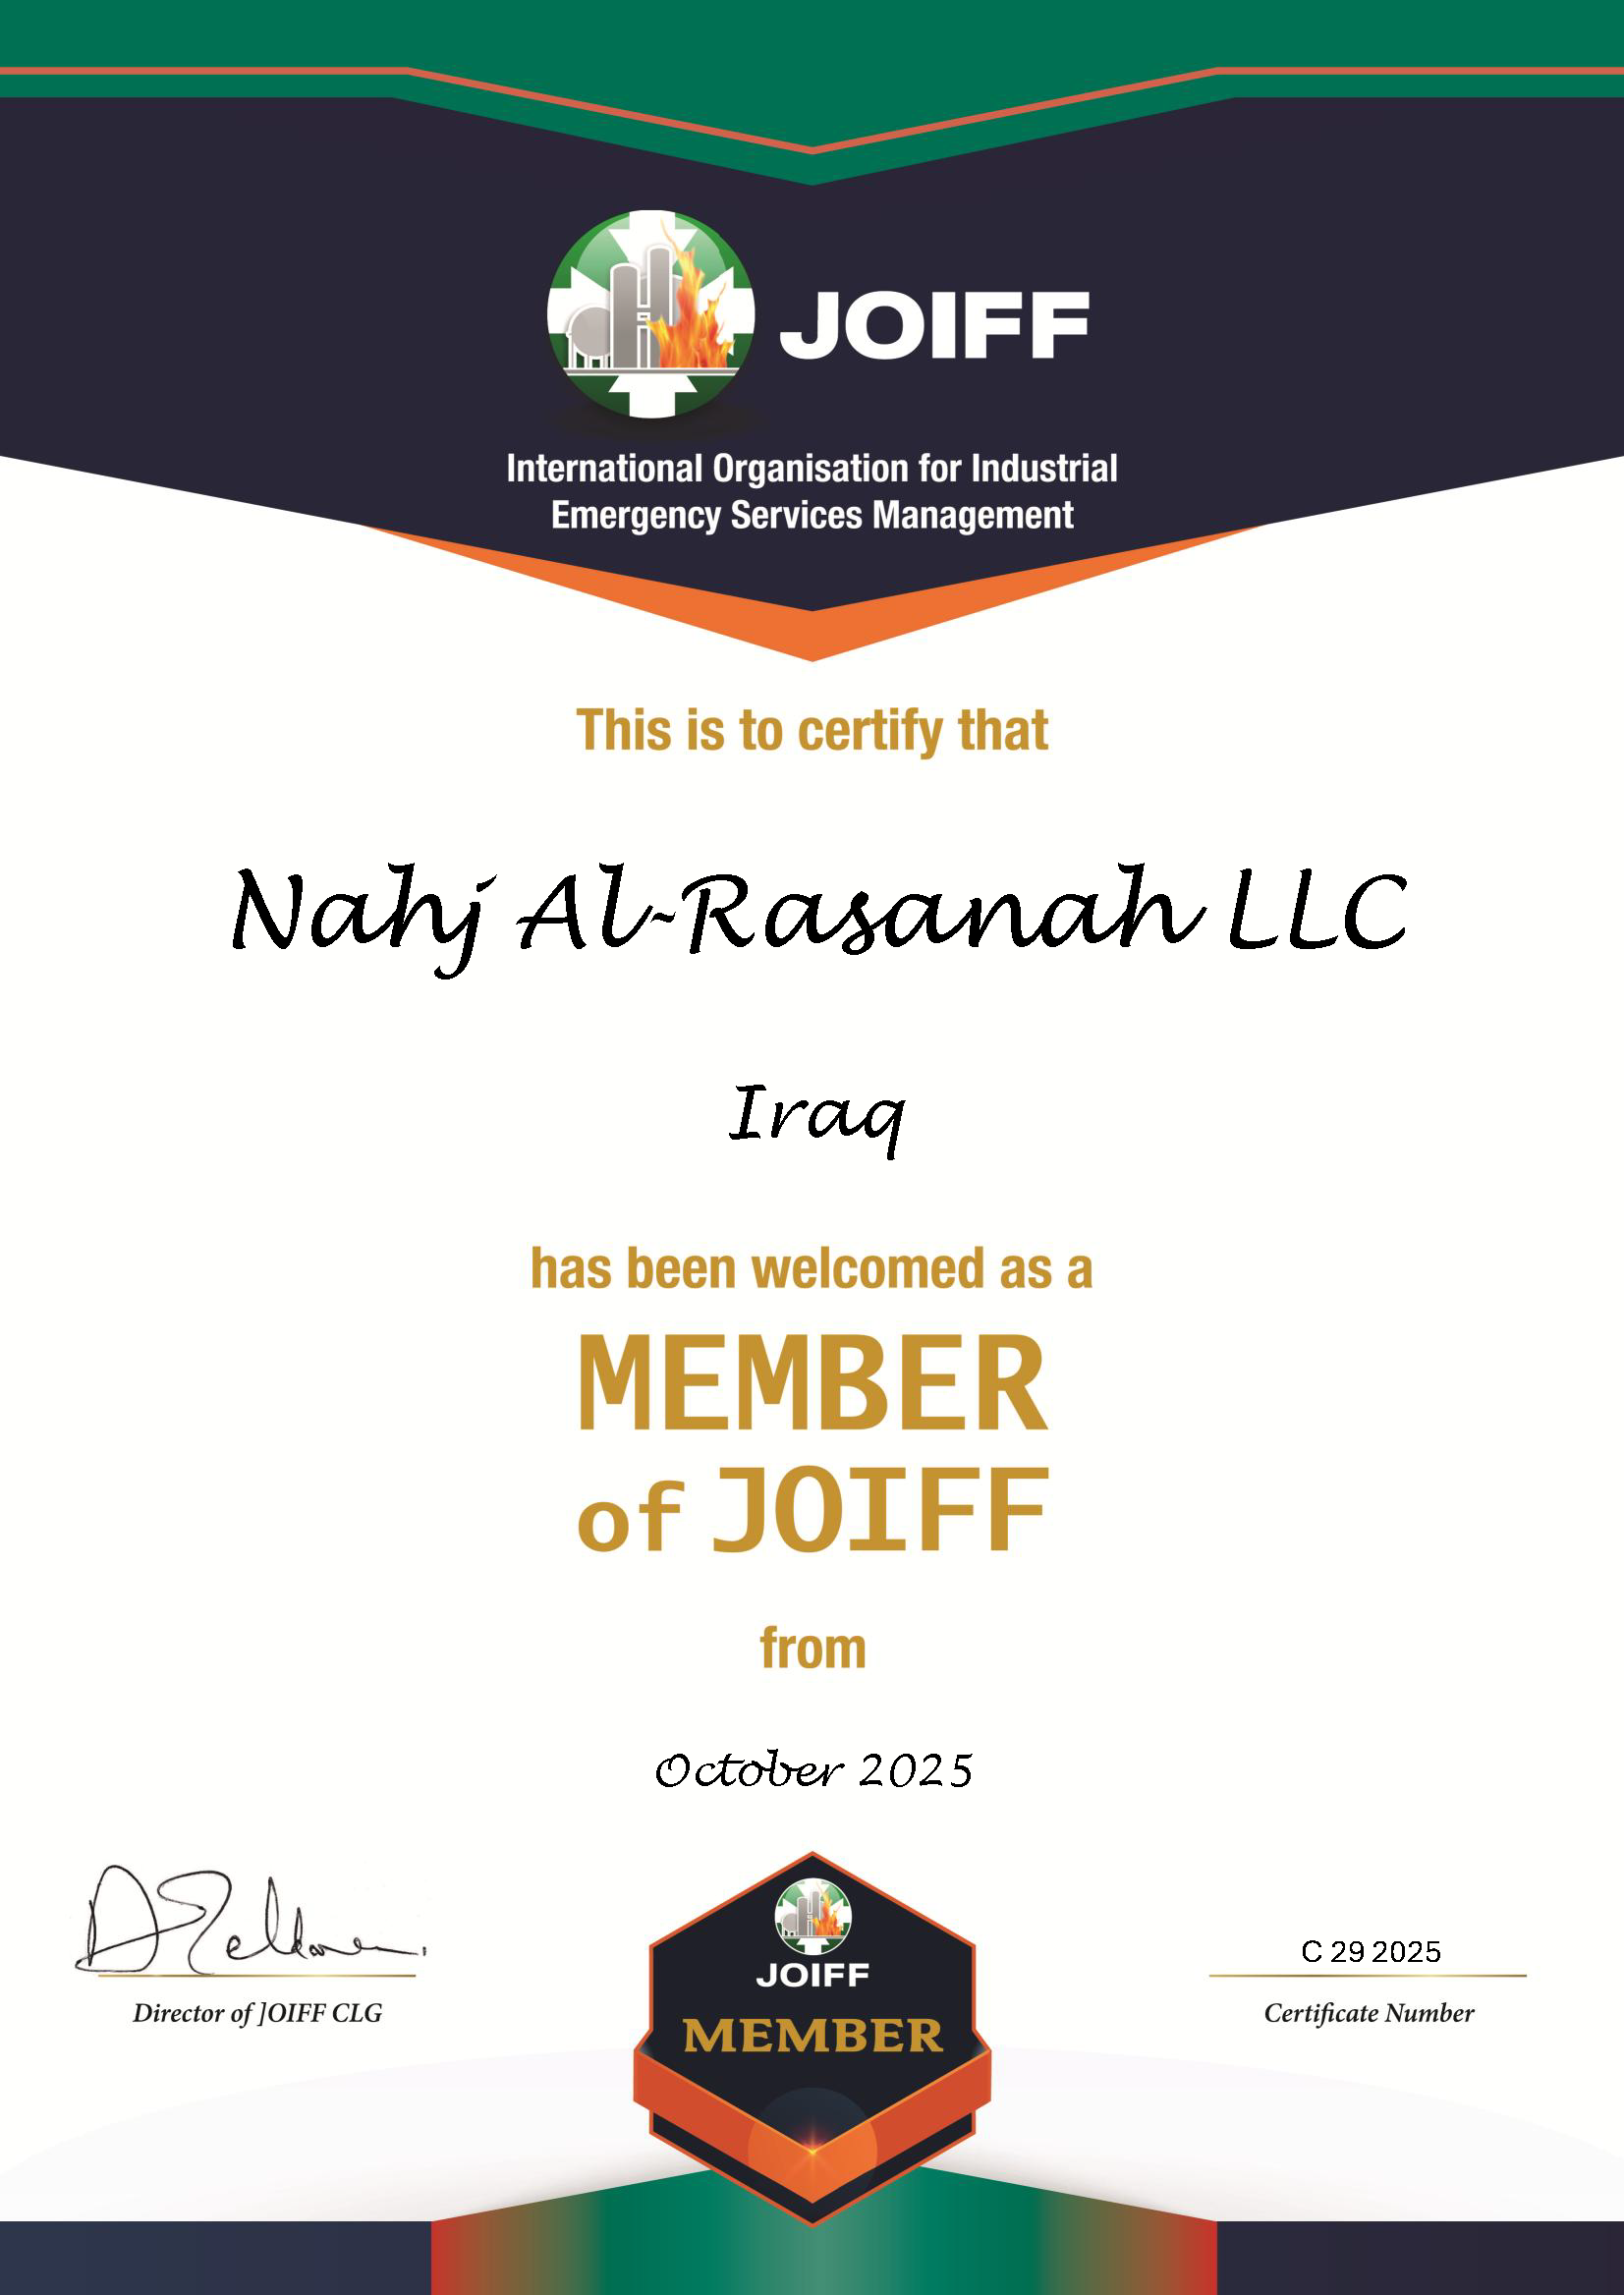 JOIFF
International Organisation for Industrial
Emergency Services Management
This is to certify that
Nahj Al-Rasanah LLC
Iraq
has been welcomed as a
MEMBER
of JOIFF
from
October 2025
C 29 2025
Director of JOIFF CLG
Certificate Number
JOIFF
MEMBER